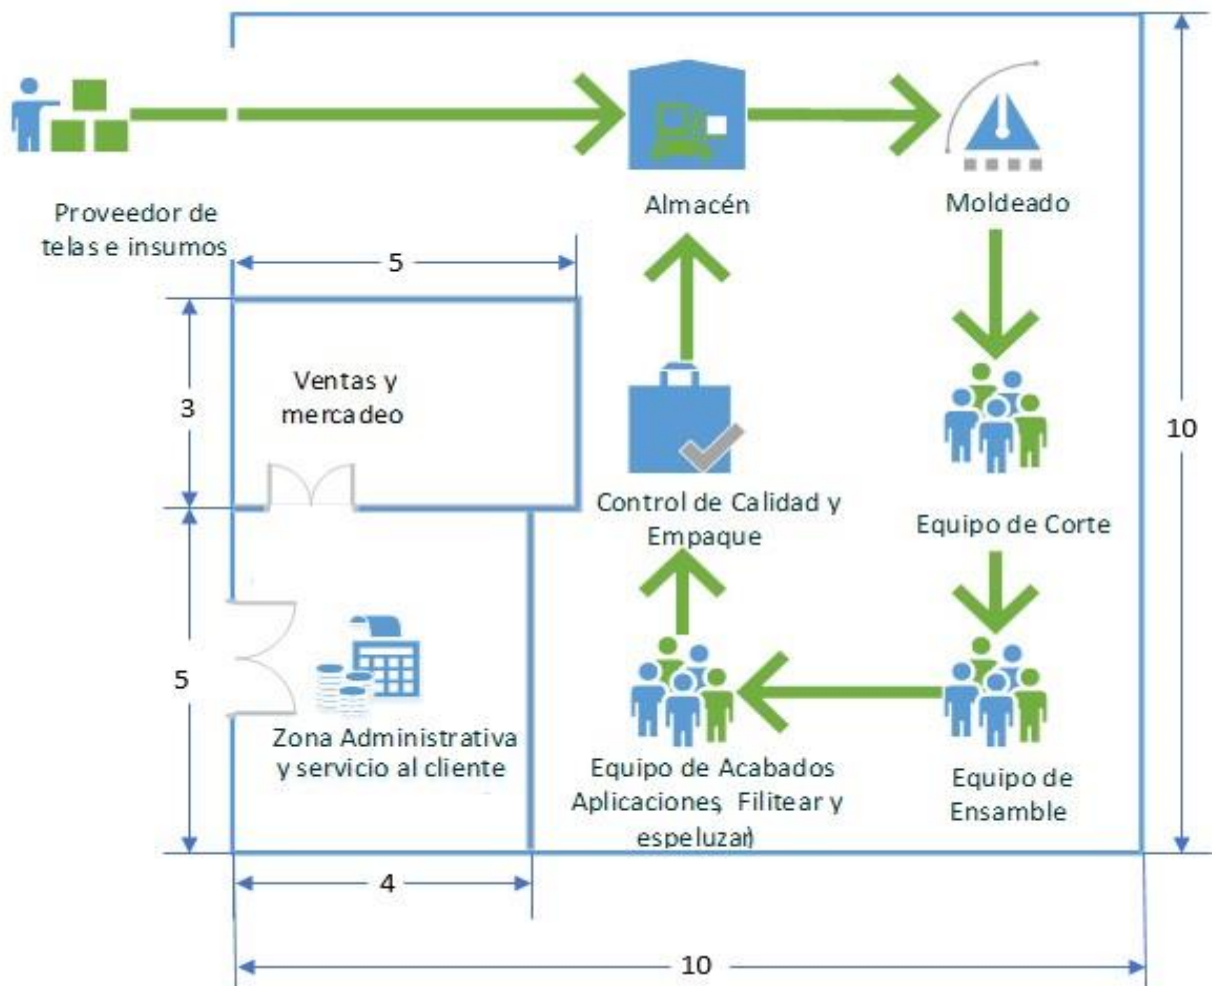 Proveedor de
telas e insumos
Almacén
Moldeado
5
3
Ventas y
mercadeo
10
Control de Calidad y
Empaque
Equipo de Corte
5
Zona Administrativa
y servicio al cliente
Equipo de Acabados
Aplicaciones, Filitear y
espeluzar)
Equipo de
Ensamble
4
10